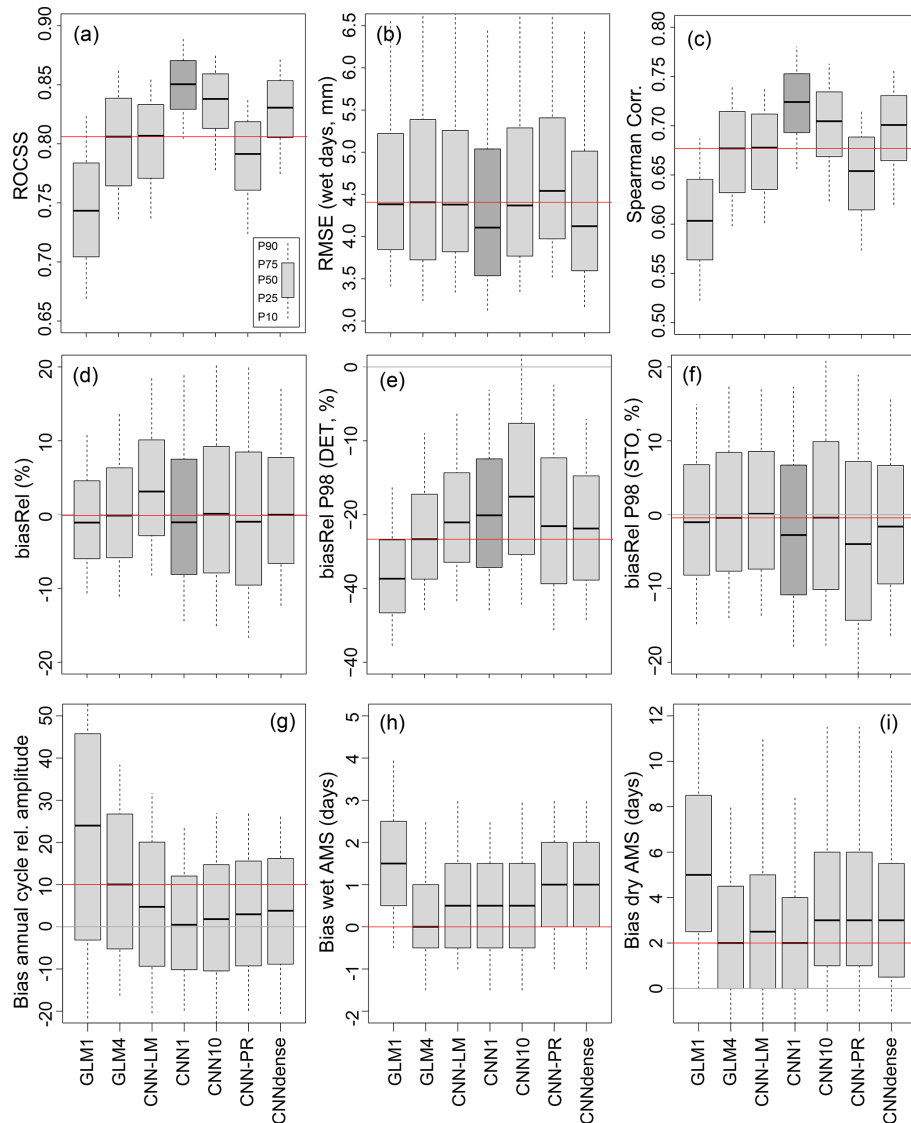 (a)
ROCSS
0.90
0.85
0.80
0.75
0.70
0.65
P90
P75
P50
P25
P10
(b)
RMSE (wet days, mm)
6.5
6.0
5.5
5.0
4.5
4.0
3.5
3.0
(c)
Spearman Corr.
0.80
0.75
0.70
0.65
0.60
0.55
0.50
(d)
biasRel (%)
20
10
0
-10
-20
(e)
biasRel P98 (DET, %)
0
-10
-20
-40
(f)
biasRel P98 (STO, %)
20
10
0
-10
-20
(g)
Bias annual cycle rel. amplitude
50
40
30
20
10
0
-10
-20
(h)
Bias wet AMS (days)
5
4
3
2
1
0
-1
-2
(i)
Bias dry AMS (days)
12
10
8
6
4
2
0
GLM1
GLM4
CNN-LM
CNN1
CNN10
CNN-PR
CNNdense
GLM1
GLM4
CNN-LM
CNN1
CNN10
CNN-PR
CNNdense
GLM1
GLM4
CNN-LM
CNN1
CNN10
CNN-PR
CNNdense